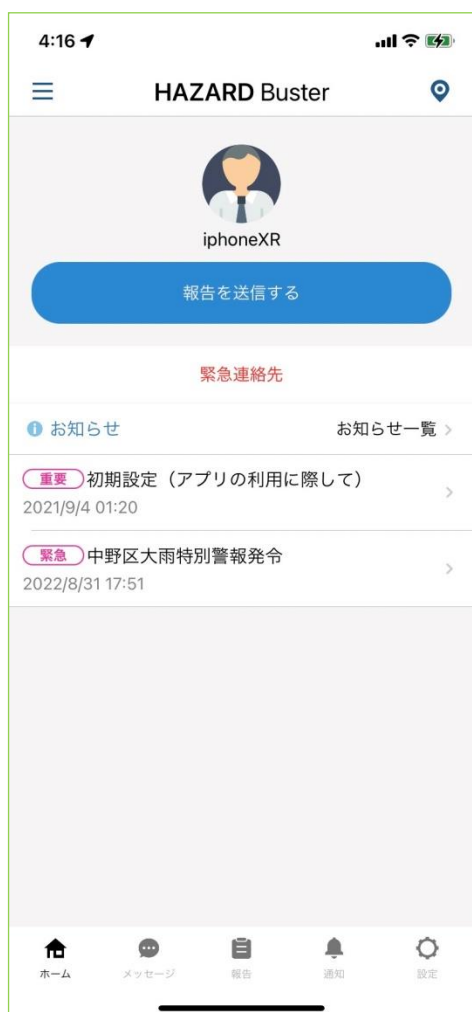 4:16
HAZARD Buster
iphoneXR
報告を送信する
緊急連絡先
お知らせ お知らせ一覧
重要 初期設定（アプリの利用に際して）
2021/9/4 01:20
緊急 中野区大雨特別警報発令
2022/8/31 17:51
ホーム メッセージ 報告 通知 設定